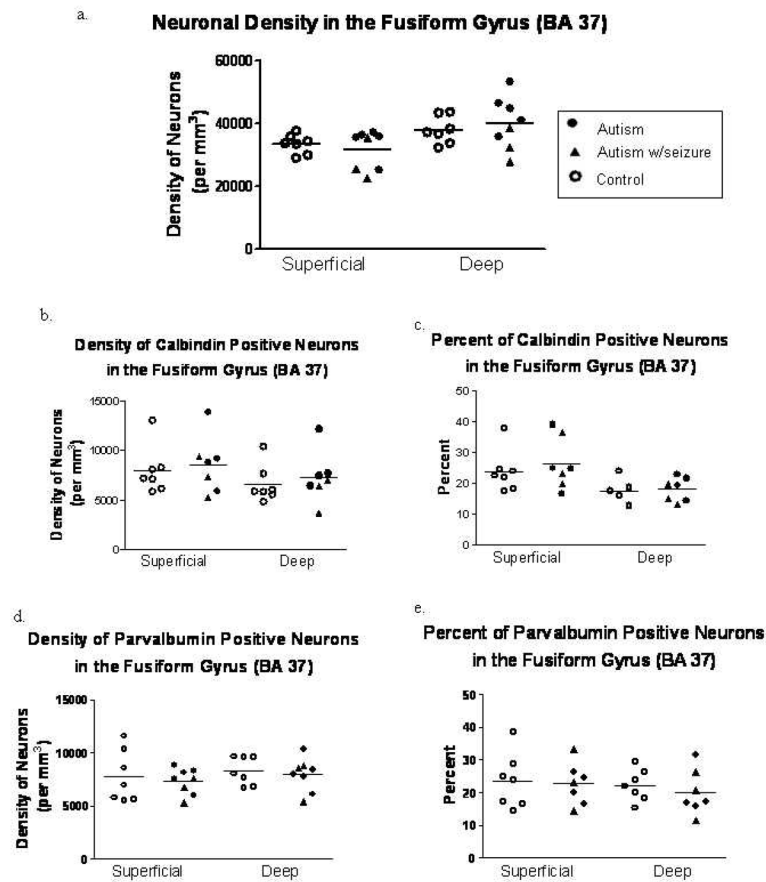 a.
Neuronal Density in the Fusiform Gyrus (BA 37)
Density of Neurons
(per mm³)
60000
40000
20000
0
Superficial
Deep
Autism
Autism w/seizure
Control
b.
Density of Calbindin Positive Neurons
in the Fusiform Gyrus (BA 37)
Density of Neurons
(per mm³)
15000
10000
5000
0
Superficial
Deep
c.
Percent of Calbindin Positive Neurons
in the Fusiform Gyrus (BA 37)
Percent
50
40
30
20
10
0
Superficial
Deep
d.
Density of Parvalbumin Positive Neurons
in the Fusiform Gyrus (BA 37)
Density of Neurons
(per mm³)
15000
10000
5000
0
Superficial
Deep
e.
Percent of Parvalbumin Positive Neurons
in the Fusiform Gyrus (BA 37)
Percent
50
40
30
20
10
0
Superficial
Deep